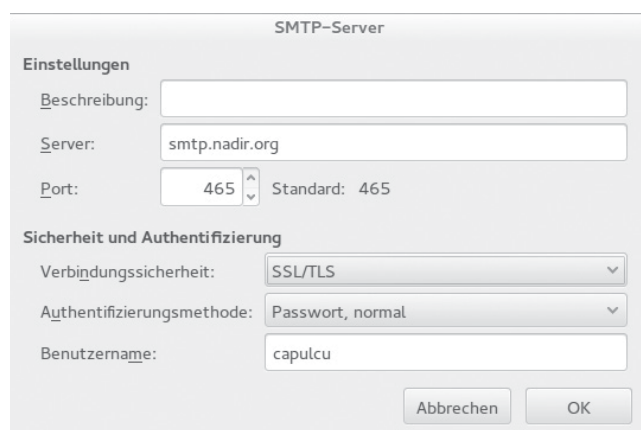 SMTP-Server
Einstellungen
Beschreibung:
Server: smtp.nadir.org
Port: 465 Standard: 465
Sicherheit und Authentifizierung
Verbindungssicherheit: SSL/TLS
Authentifizierungsmethode: Passwort, normal
Benutzername: capulcu
Abbrechen OK